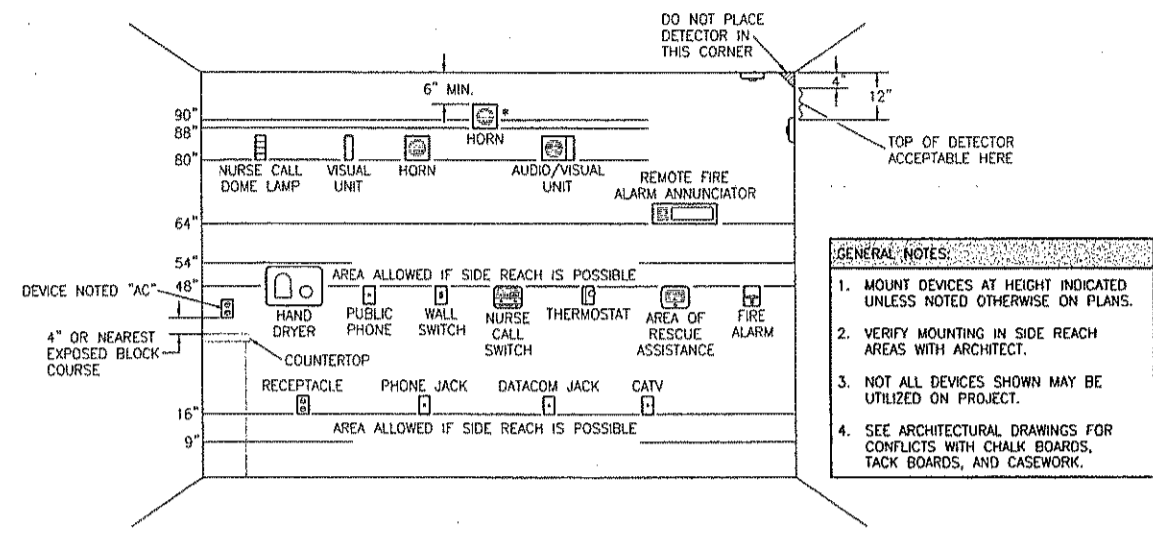 DO NOT PLACE
DETECTOR IN
THIS CORNER
6" MIN.
4"
12"
90"
88"
80"
*
HORN
TOP OF DETECTOR
ACCEPTABLE HERE
NURSE CALL
DOME LAMP
VISUAL
UNIT
HORN
AUDIO/VISUAL
UNIT
REMOTE FIRE
ALARM ANNUNCIATOR
64"
54"
48"
AREA ALLOWED IF SIDE REACH IS POSSIBLE
DEVICE NOTED "AC"
HAND
DRYER
PUBLIC
PHONE
WALL
SWITCH
NURSE
CALL
SWITCH
THERMOSTAT
AREA OF
RESCUE
ASSISTANCE
FIRE
ALARM
4" OR NEAREST
EXPOSED BLOCK
COURSE
COUNTERTOP
RECEPTACLE
PHONE JACK
DATACOM JACK
CATV
16"
9"
AREA ALLOWED IF SIDE REACH IS POSSIBLE
GENERAL NOTES:
1. MOUNT DEVICES AT HEIGHT INDICATED
UNLESS NOTED OTHERWISE ON PLANS.
2. VERIFY MOUNTING IN SIDE REACH
AREAS WITH ARCHITECT.
3. NOT ALL DEVICES SHOWN MAY BE
UTILIZED ON PROJECT.
4. SEE ARCHITECTURAL DRAWINGS FOR
CONFLICTS WITH CHALK BOARDS,
TACK BOARDS, AND CASEWORK.